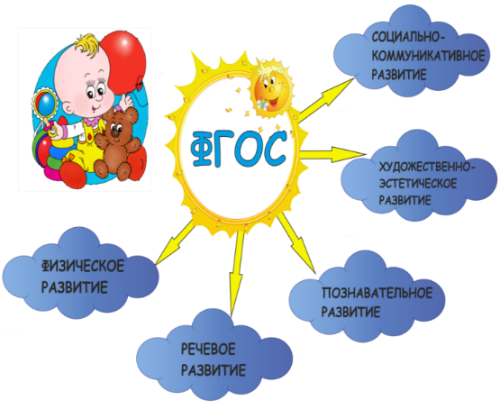 СОЦИАЛЬНО-
КОММУНИКАТИВНОЕ
РАЗВИТИЕ
ФГОС
ХУДОЖЕСТВЕННО-
ЭСТЕТИЧЕСКОЕ
РАЗВИТИЕ
ФИЗИЧЕСКОЕ
РАЗВИТИЕ
ПОЗНАВАТЕЛЬНОЕ
РАЗВИТИЕ
РЕЧЕВОЕ
РАЗВИТИЕ